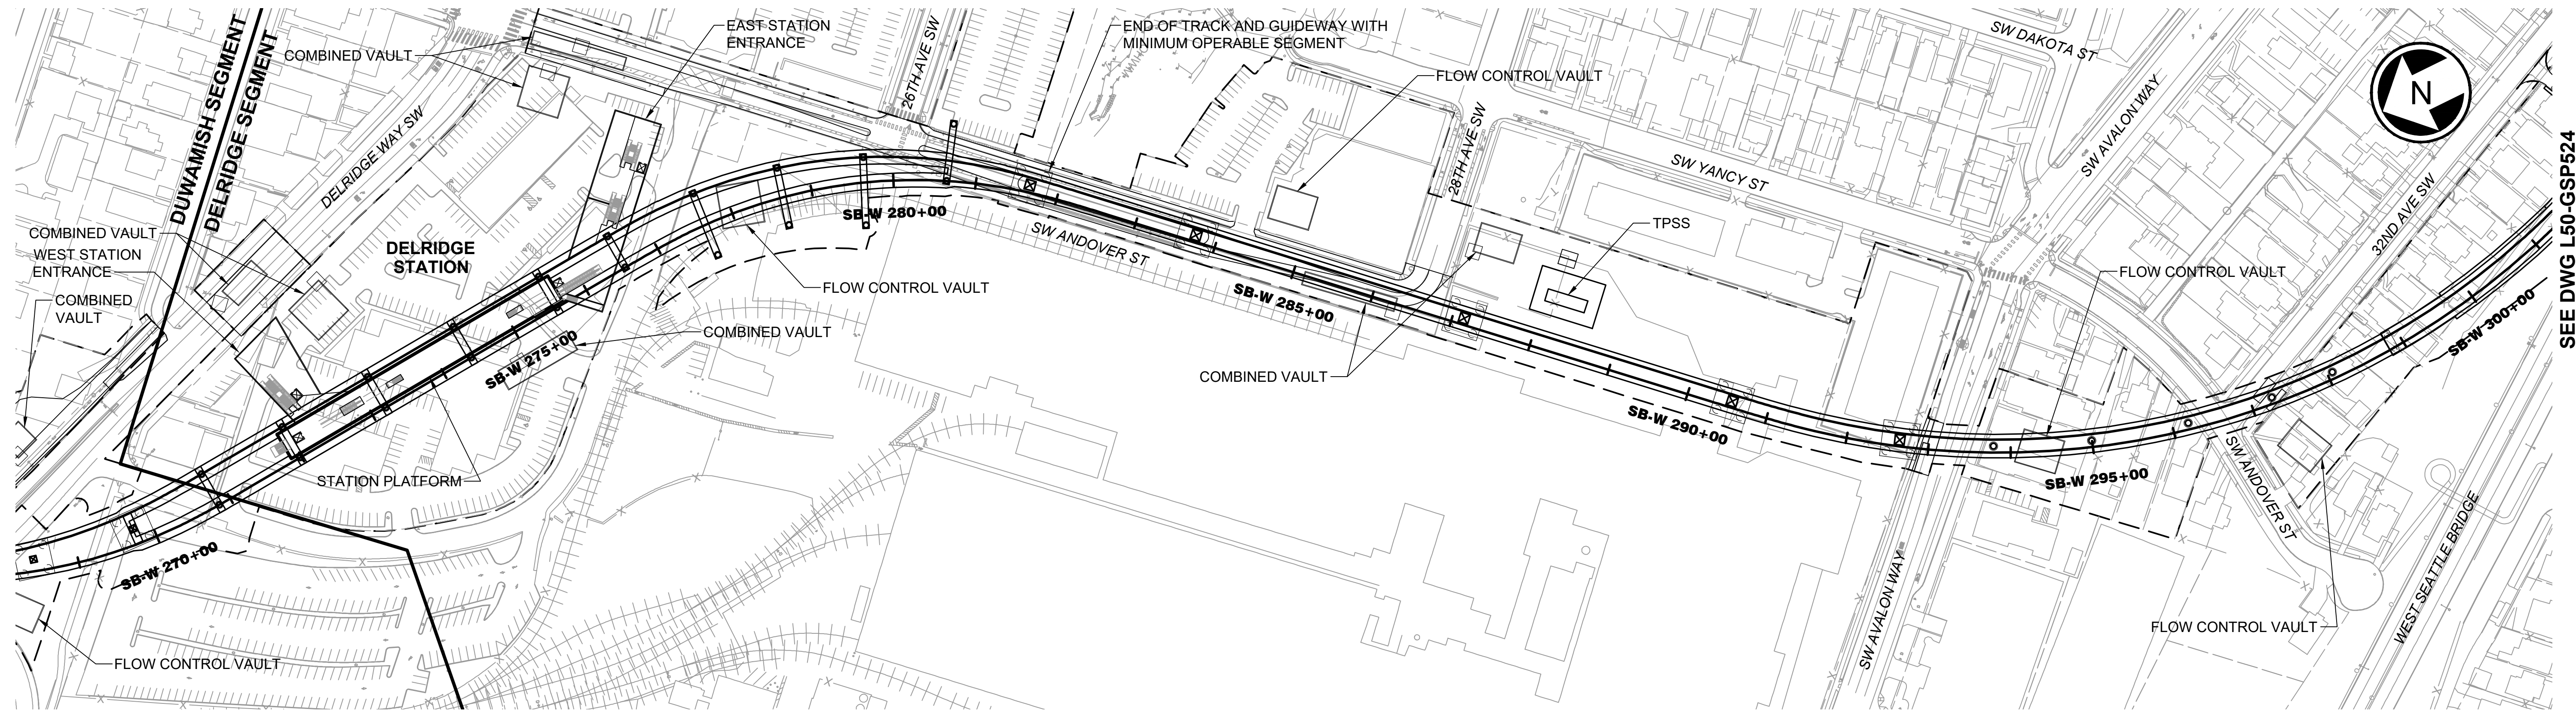 DUWAMISH SEGMENT
DELRIDGE SEGMENT
COMBINED VAULT
DELRIDGE WAY SW
EAST STATION
ENTRANCE
26TH AVE SW
END OF TRACK AND GUIDEWAY WITH
MINIMUM OPERABLE SEGMENT
FLOW CONTROL VAULT
28TH AVE SW
SW YANCY ST
SW DAKOTA ST
SW AVALON WAY
N
32ND AVE SW
SEE DWG L50-GSP524
COMBINED VAULT
WEST STATION
ENTRANCE
COMBINED
VAULT
DELRIDGE
STATION
SB-W 280+00
SW ANDOVER ST
FLOW CONTROL VAULT
COMBINED VAULT
SB-W 275+00
SB-W 285+00
TPSS
COMBINED VAULT
FLOW CONTROL VAULT
SB-W 300+00
SB-W 290+00
STATION PLATFORM
SB-W 295+00
SW ANDOVER ST
WEST SEATTLE BRIDGE
SB-W 270+00
SW AVALON WAY
FLOW CONTROL VAULT
FLOW CONTROL VAULT